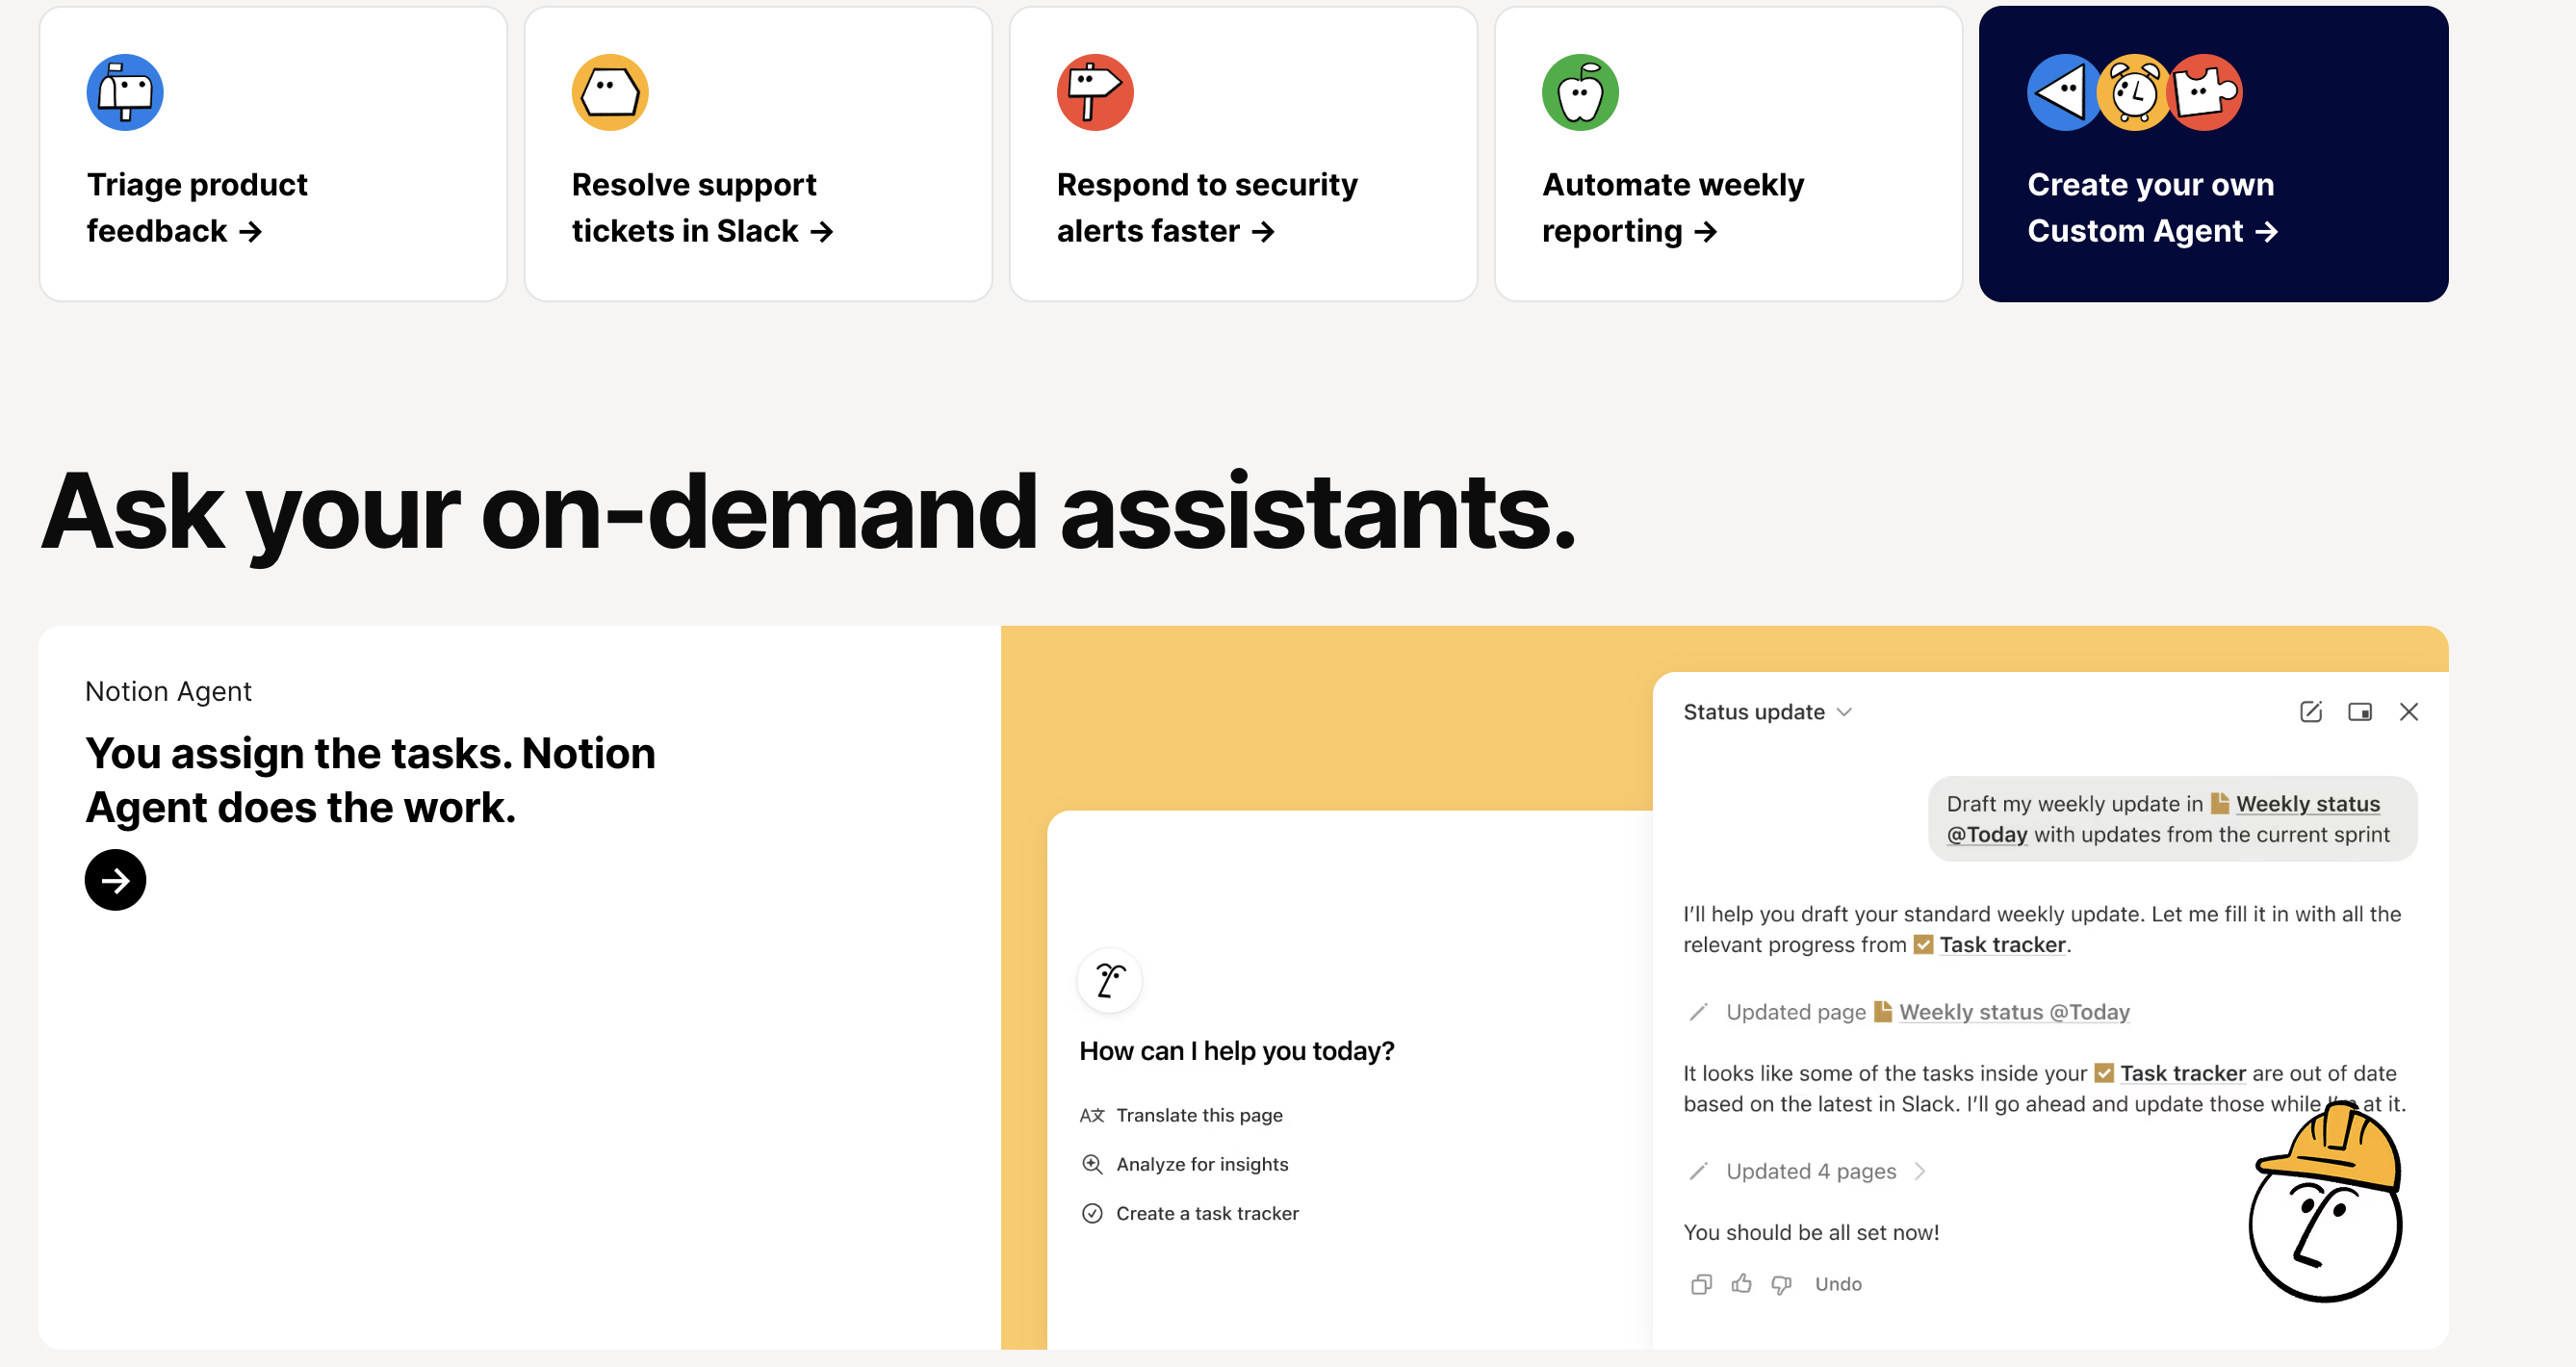 Triage product
feedback →
Resolve support
tickets in Slack →
Respond to security
alerts faster →
Automate weekly
reporting →
Create your own
Custom Agent →
Ask your on-demand assistants.
Notion Agent
You assign the tasks. Notion
Agent does the work.
How can I help you today?
Translate this page
Analyze for insights
Create a task tracker
Status update
Draft my weekly update in Weekly status
@Today with updates from the current sprint
I'll help you draft your standard weekly update. Let me fill it in with all the
relevant progress from Task tracker.
Updated page Weekly status @Today
It looks like some of the tasks inside your Task tracker are out of date
based on the latest in Slack. I'll go ahead and update those while I'm at it.
Updated 4 pages
You should be all set now!
Undo